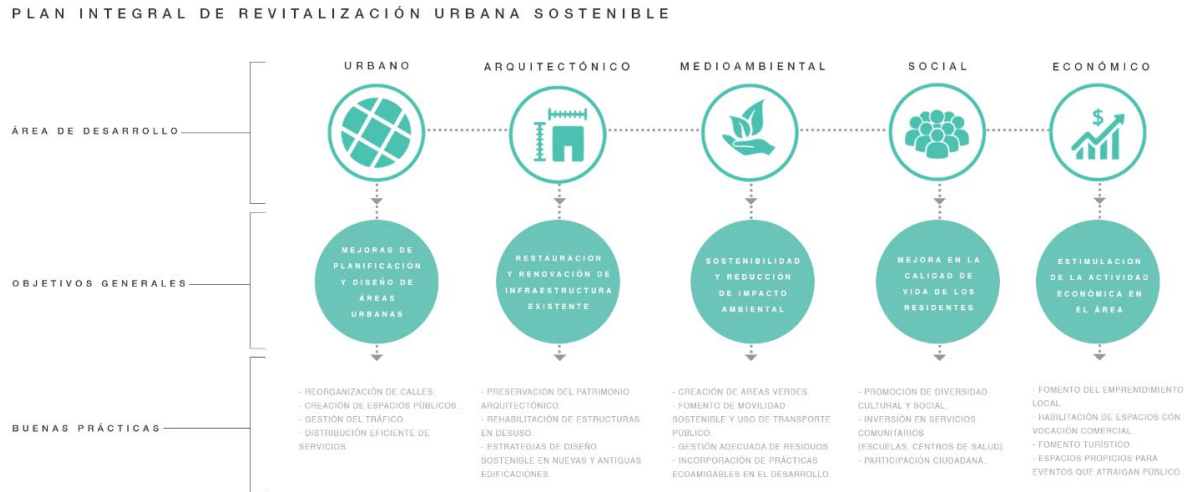 PLAN INTEGRAL DE REVITALIZACIÓN URBANA SOSTENIBLE
URBANO
ARQUITECTÓNICO
MEDIOAMBIENTAL
SOCIAL
ECONÓMICO
ÁREA DE DESARROLLO
$
OBJETIVOS GENERALES
MEJORAS DE
PLANIFICACIÓN
Y DISEÑO DE
ÁREAS
URBANAS
RESTAURACIÓN
Y RENOVACIÓN DE
INFRAESTRUCTURA
EXISTENTE
SOSTENIBILIDAD
Y REDUCCIÓN
DE IMPACTO
AMBIENTAL
MEJORA EN LA
CALIDAD DE
VIDA DE LOS
RESIDENTES
ESTIMULACIÓN
DE LA ACTIVIDAD
ECONÓMICA EN
EL ÁREA
BUENAS PRÁCTICAS
- REORGANIZACIÓN DE CALLES.
- CREACIÓN DE ESPACIOS PÚBLICOS.
- GESTIÓN DEL TRÁFICO.
- DISTRIBUCIÓN EFICIENTE DE
SERVICIOS.
- PRESERVACIÓN DEL PATRIMONIO
ARQUITECTÓNICO.
- REHABILITACIÓN DE ESTRUCTURAS
EN DESUSO.
- ESTRATEGIAS DE DISEÑO
SOSTENIBLE EN NUEVAS Y ANTIGUAS
EDIFICACIONES.
- CREACIÓN DE ÁREAS VERDES.
- FOMENTO DE MOVILIDAD
SOSTENIBLE Y USO DE TRANSPORTE
PÚBLICO.
- GESTIÓN ADECUADA DE RESIDUOS
- INCORPORACIÓN DE PRÁCTICAS
ECOAMIGABLES EN EL DESARROLLO.
- PROMOCIÓN DE DIVERSIDAD
CULTURAL Y SOCIAL.
- INVERSIÓN EN SERVICIOS
COMUNITARIOS
(ESCUELAS, CENTROS DE SALUD)
- PARTICIPACIÓN CIUDADANA.
- FOMENTO DEL EMPRENDIMIENTO
LOCAL.
- HABILITACIÓN DE ESPACIOS CON
VOCACIÓN COMERCIAL
- FOMENTO TURÍSTICO.
- ESPACIOS PROPICIOS PARA
EVENTOS QUE ATRAIGAN PÚBLICO.